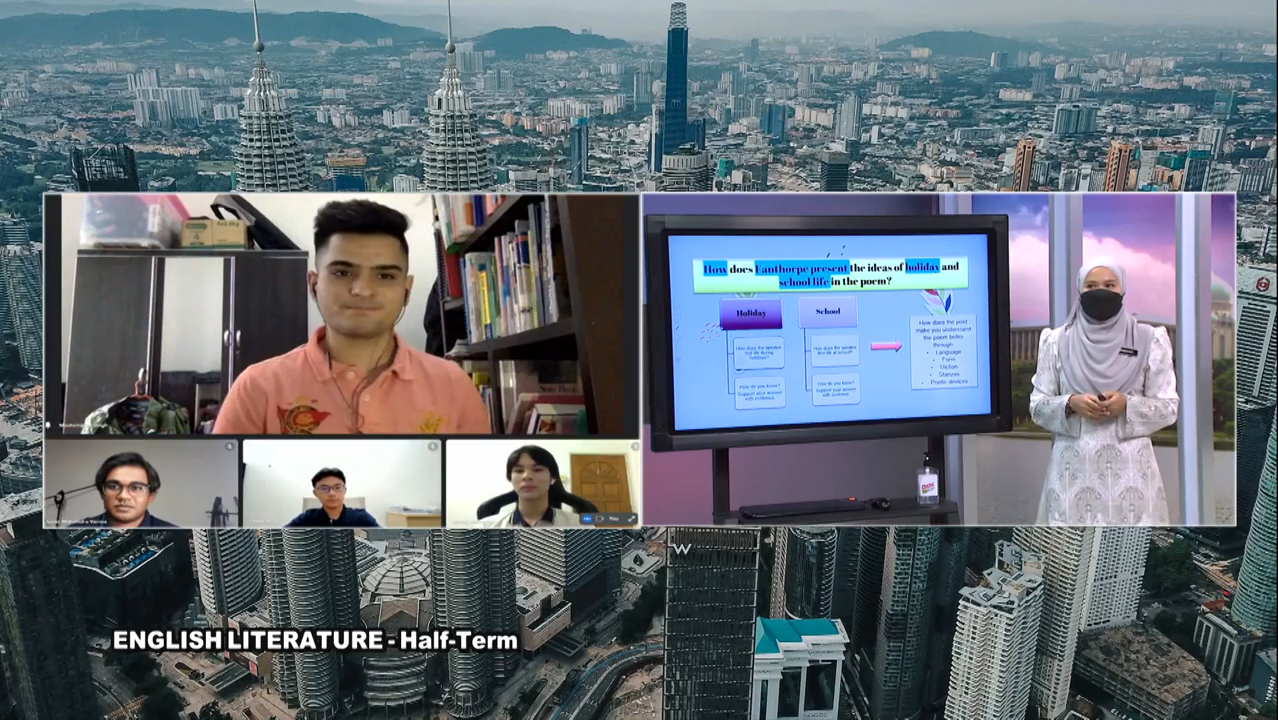 How does Fanthorpe present the ideas of holiday and
school life in the poem?
Holiday
School
How does the speaker
feel during
holidays?
How does the speaker
feel at school?
How do you know?
Support your answer
with evidence.
How do you know?
Support your answer
with evidence.
How does the poet
make you understand
the poem better
through
• Language
• Form
• Diction
• Stanzas
• Poetic devices
You
W
ENGLISH LITERATURE - Half-Term